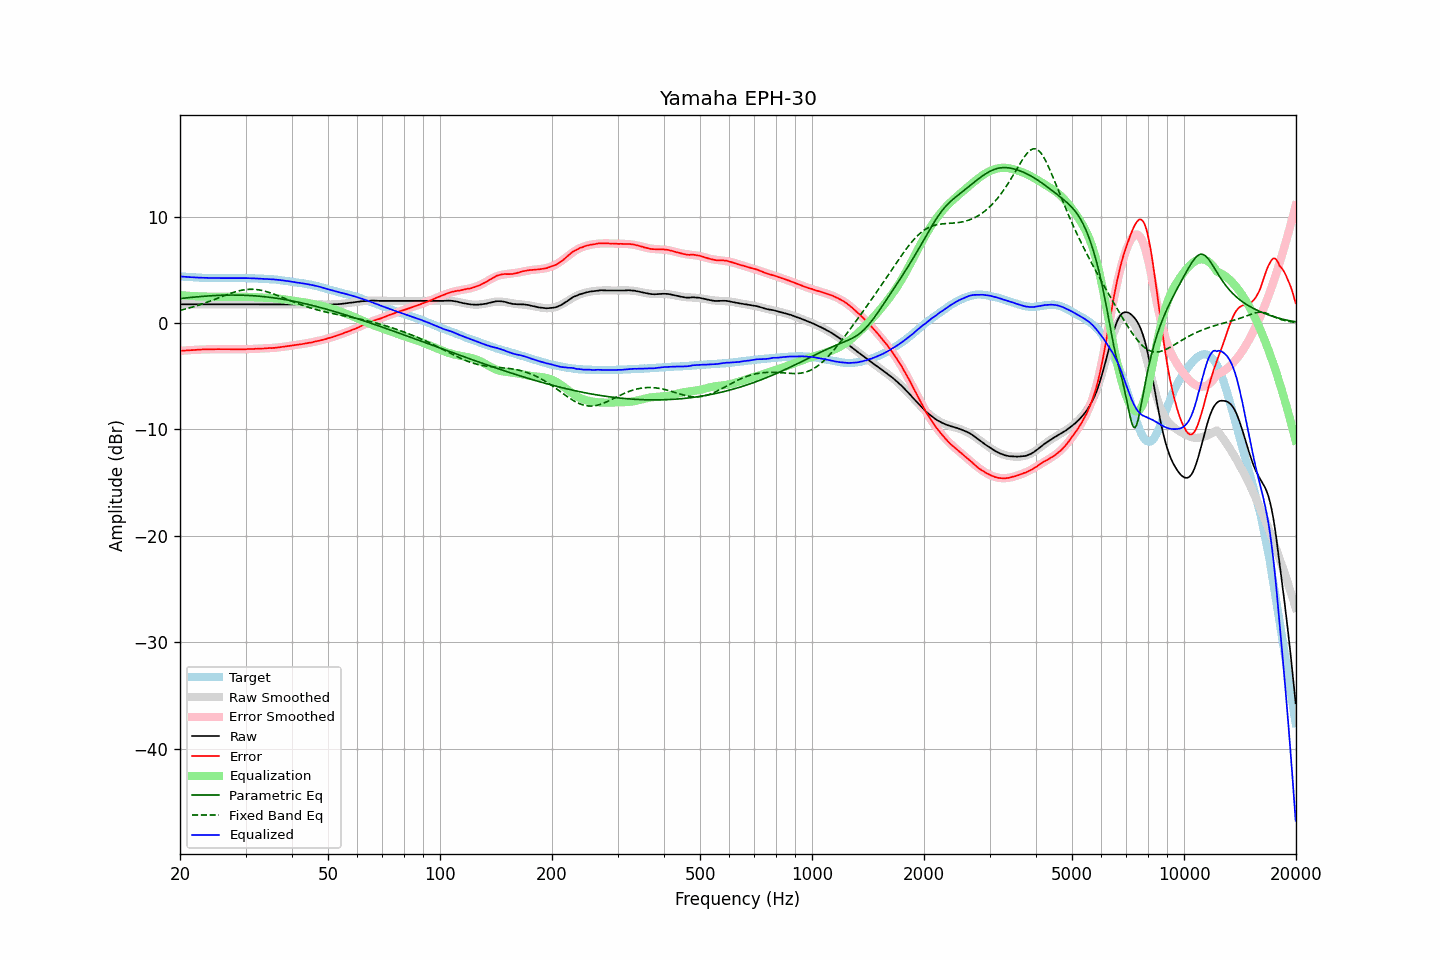 Yamaha EPH-30
Amplitude (dBr)
10
0
−10
−20
−30
−40
Target
Raw Smoothed
Error Smoothed
Raw
Error
Equalization
Parametric Eq
Fixed Band Eq
Equalized
20 50 100 200 500 1000 2000 5000 10000 20000
Frequency (Hz)